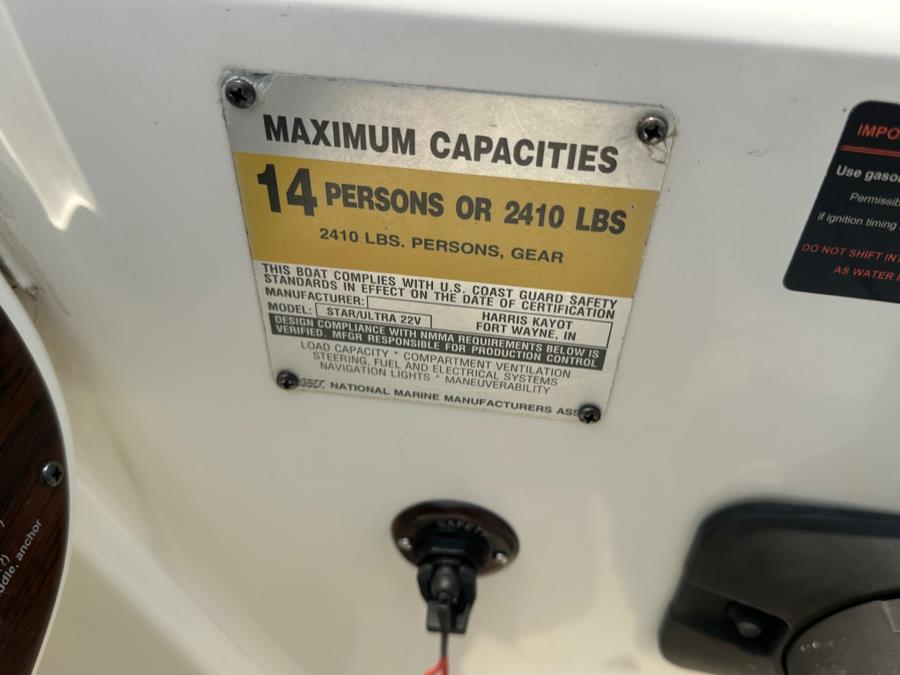 MAXIMUM CAPACITIES
14 PERSONS OR 2410 LBS
2410 LBS. PERSONS, GEAR
THIS BOAT COMPLIES WITH U.S. COAST GUARD SAFETY
STANDARDS IN EFFECT ON THE DATE OF CERTIFICATION
MANUFACTURER: HARRIS KAYOT
MODEL: STAR/ULTRA 22V FORT WAYNE, IN
DESIGN COMPLIANCE WITH NMMA REQUIREMENTS BELOW IS
VERIFIED. MFGR RESPONSIBLE FOR PRODUCTION CONTROL
LOAD CAPACITY * COMPARTMENT VENTILATION
STEERING, FUEL AND ELECTRICAL SYSTEMS
NAVIGATION LIGHTS * MANEUVERABILITY
NATIONAL MARINE MANUFACTURERS ASS
IMPO
Use gaso
Permissib
if ignition timing
DO NOT SHIFT INT
AS WATER
SAFETY
?)
ddle, anchor